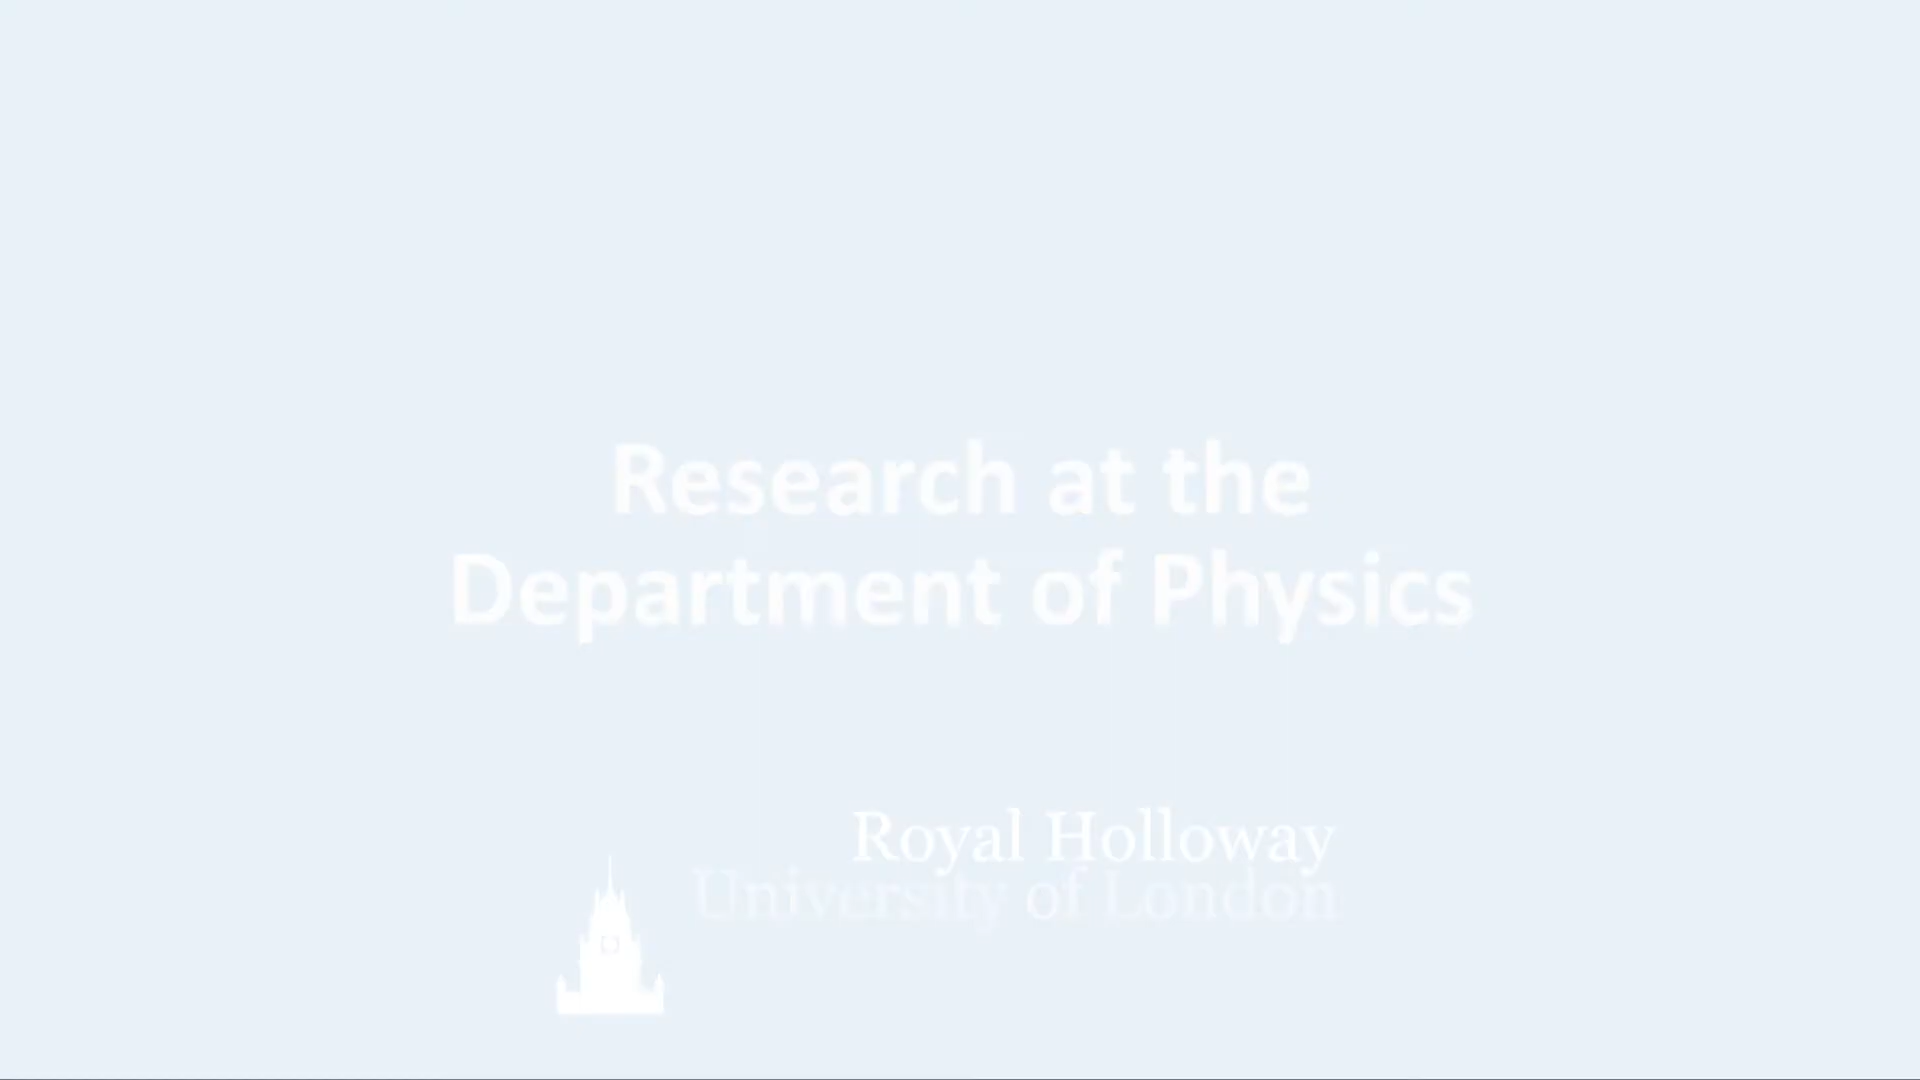 Research at the
Department of Physics
Royal Holloway
University of London